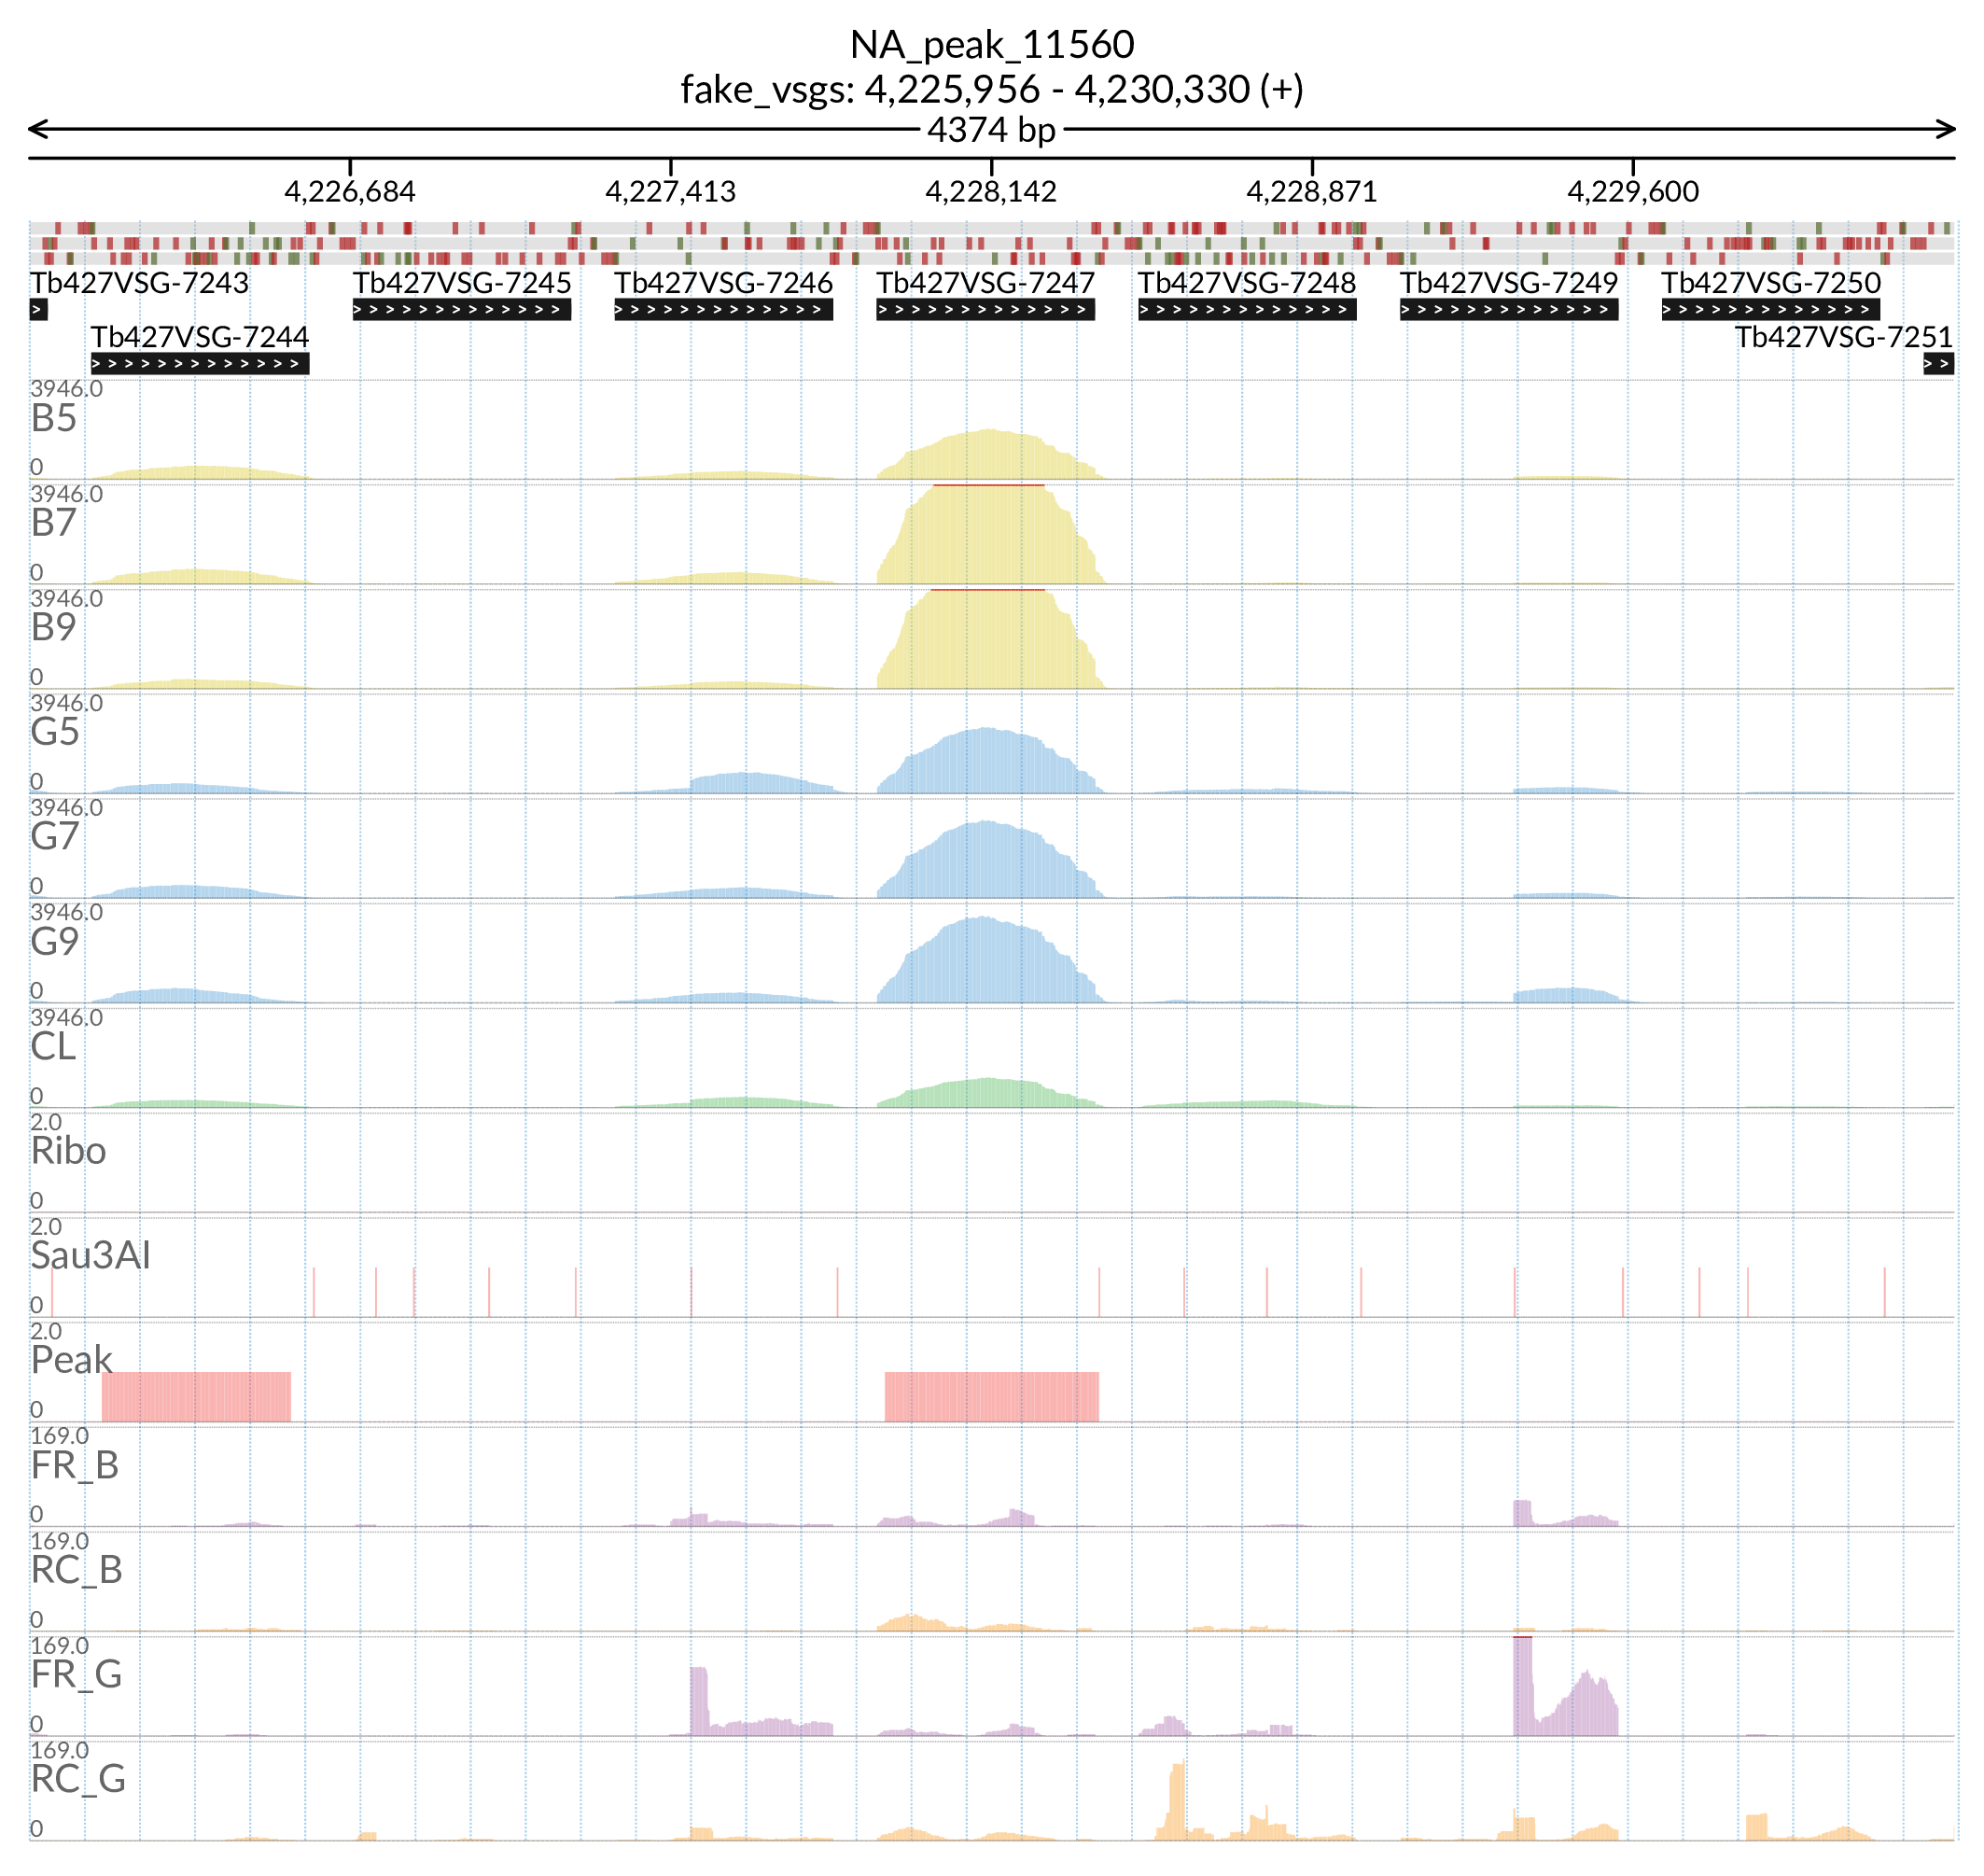 NA_peak_11560
fake_vsgs: 4,225,956 - 4,230,330 (+)
4374 bp
4,226,684 4,227,413 4,228,142 4,228,871 4,229,600
Tb427VSG-7243 Tb427VSG-7245 Tb427VSG-7246 Tb427VSG-7247 Tb427VSG-7248 Tb427VSG-7249 Tb427VSG-7250
Tb427VSG-7244 Tb427VSG-7251
3946.0
B5
0
3946.0
B7
0
3946.0
B9
0
3946.0
G5
0
3946.0
G7
0
3946.0
G9
0
3946.0
CL
0
2.0
Ribo
0
2.0
Sau3AI
0
2.0
Peak
0
169.0
FR_B
0
169.0
RC_B
0
169.0
FR_G
0
169.0
RC_G
0